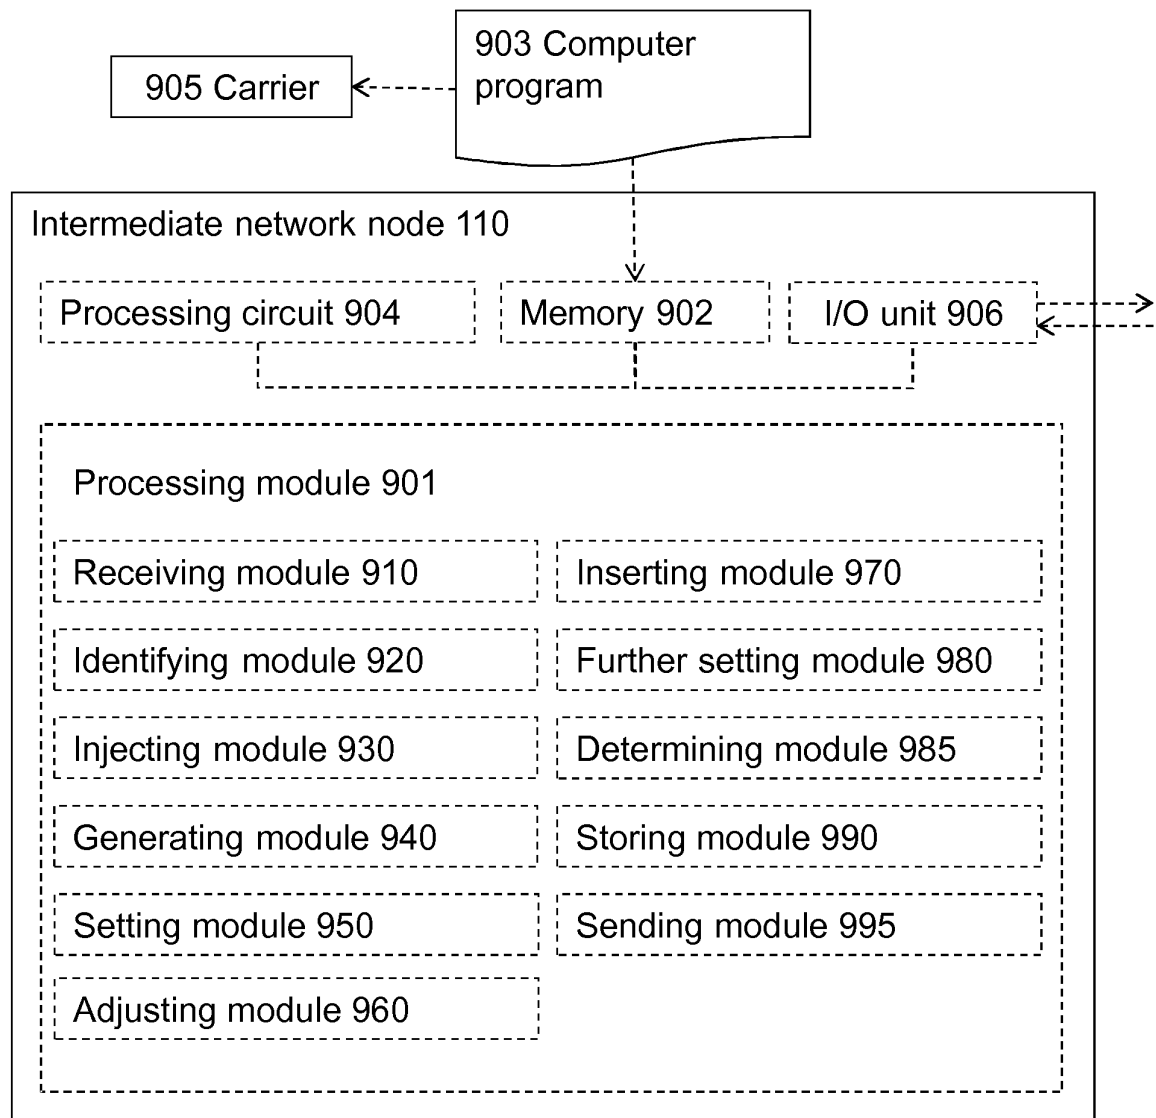 903 Computer
program
905 Carrier
Intermediate network node 110
Processing circuit 904
Memory 902
I/O unit 906
Processing module 901
Receiving module 910
Inserting module 970
Identifying module 920
Further setting module 980
Injecting module 930
Determining module 985
Generating module 940
Storing module 990
Setting module 950
Sending module 995
Adjusting module 960